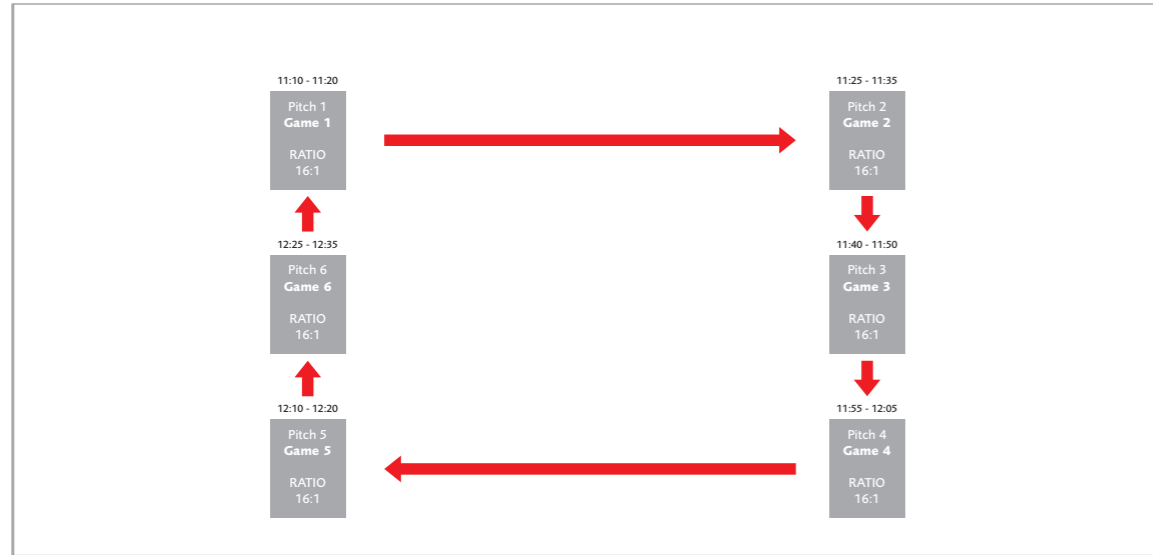 11:10 - 11:20
Pitch 1
Game 1
RATIO
16:1
11:25 - 11:35
Pitch 2
Game 2
RATIO
16:1
12:25 - 12:35
Pitch 6
Game 6
RATIO
16:1
11:40 - 11:50
Pitch 3
Game 3
RATIO
16:1
12:10 - 12:20
Pitch 5
Game 5
RATIO
16:1
11:55 - 12:05
Pitch 4
Game 4
RATIO
16:1